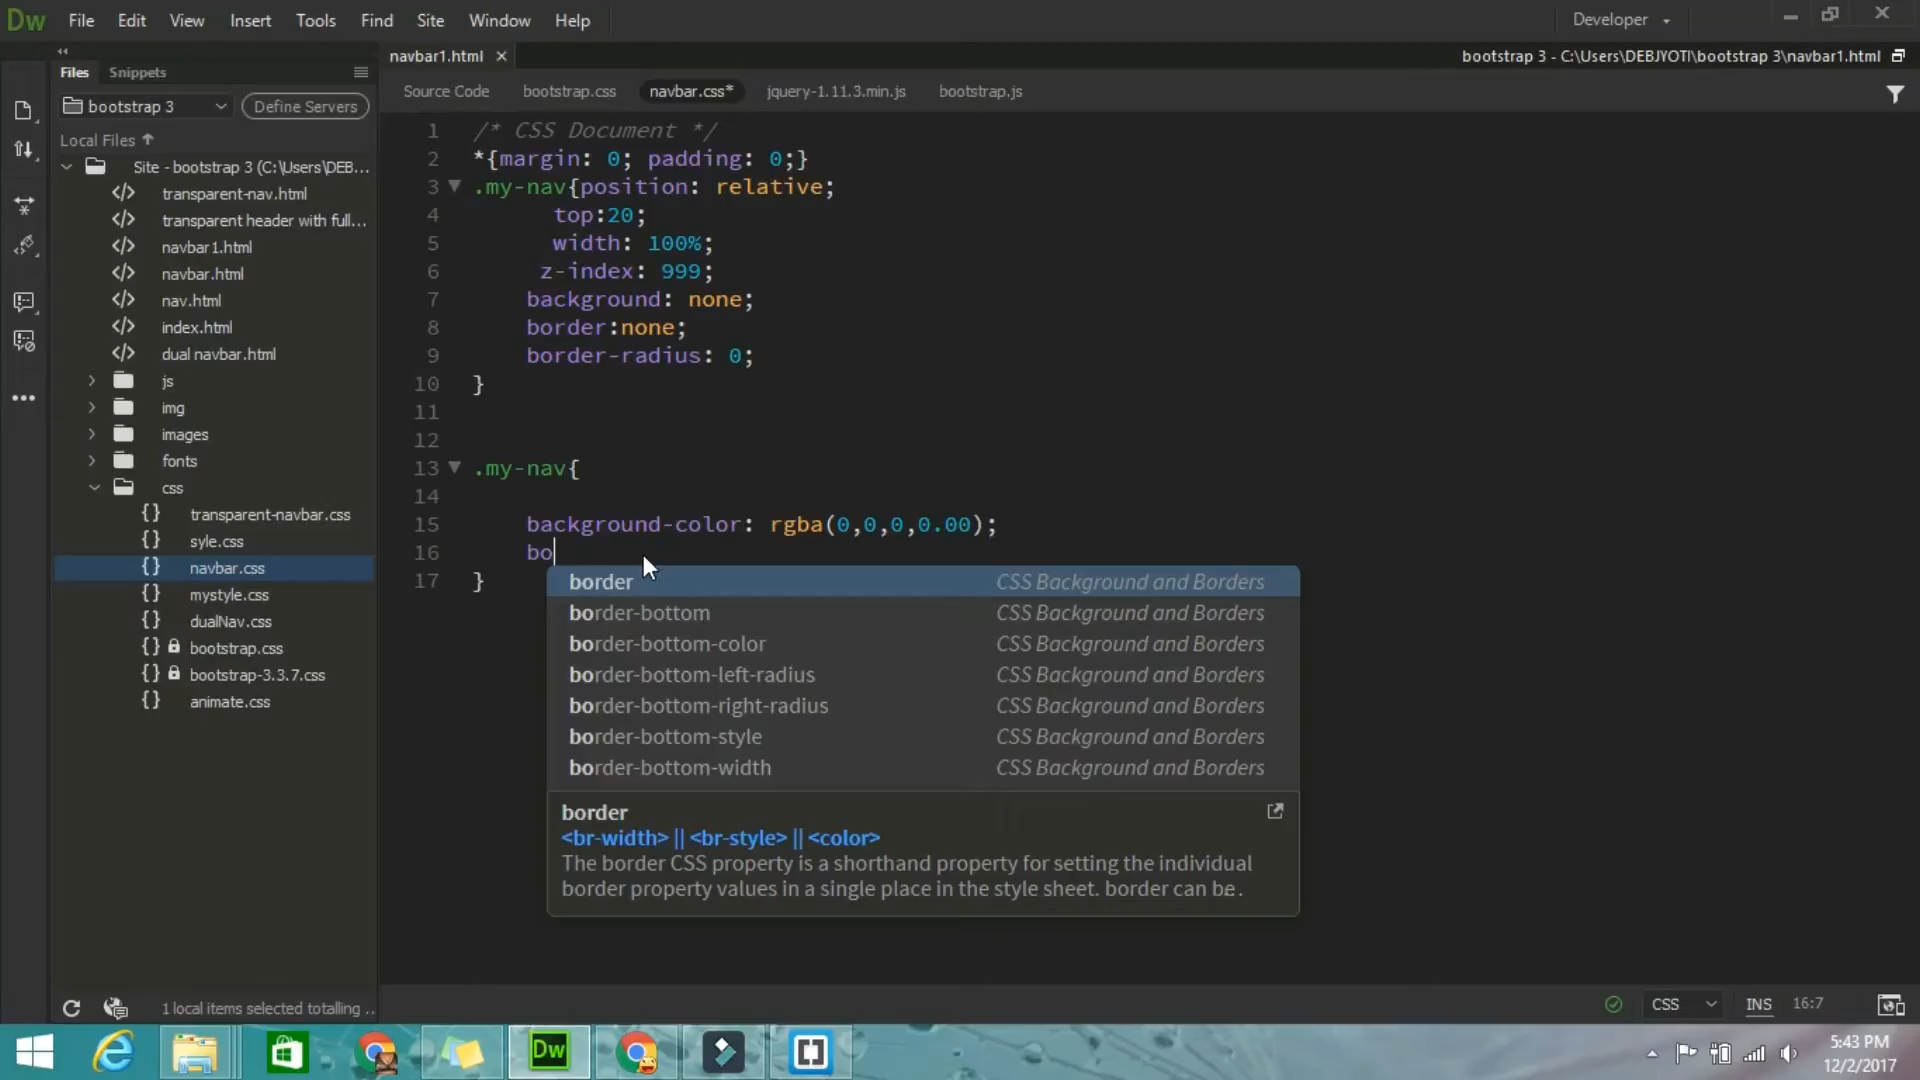 Dw File Edit View Insert Tools Find Site Window Help Developer
Files Snippets
navbar1.html
bootstrap 3 - C:\Users\DEBJYOTI\bootstrap 3\navbar1.html
bootstrap 3 Define Servers
Source Code bootstrap.css navbar.css* jquery-1.11.3.min.js bootstrap.js
Local Files
Site - bootstrap 3 (C:\Users\DEB...
transparent-nav.html
transparent header with full...
navbar1.html
navbar.html
nav.html
index.html
dual navbar.html
js
img
images
fonts
css
transparent-navbar.css
syle.css
navbar.css
mystyle.css
dualNav.css
bootstrap.css
bootstrap-3.3.7.css
animate.css
1 local items selected totalling ..
1 /* CSS Document */
2 *{margin: 0; padding: 0;}
3 .my-nav{position: relative;
4 top:20;
5 width: 100%;
6 z-index: 999;
7 background: none;
8 border:none;
9 border-radius: 0;
10 }
11
12
13 .my-nav{
14
15 background-color: rgba(0,0,0,0.00);
16 bo
17 }
border CSS Background and Borders
border-bottom CSS Background and Borders
border-bottom-color CSS Background and Borders
border-bottom-left-radius CSS Background and Borders
border-bottom-right-radius CSS Background and Borders
border-bottom-style CSS Background and Borders
border-bottom-width CSS Background and Borders
border
<br-width> || <br-style> || <color>
The border CSS property is a shorthand property for setting the individual
border property values in a single place in the style sheet. border can be.
CSS INS 16:7
Dw
5:43 PM
12/2/2017